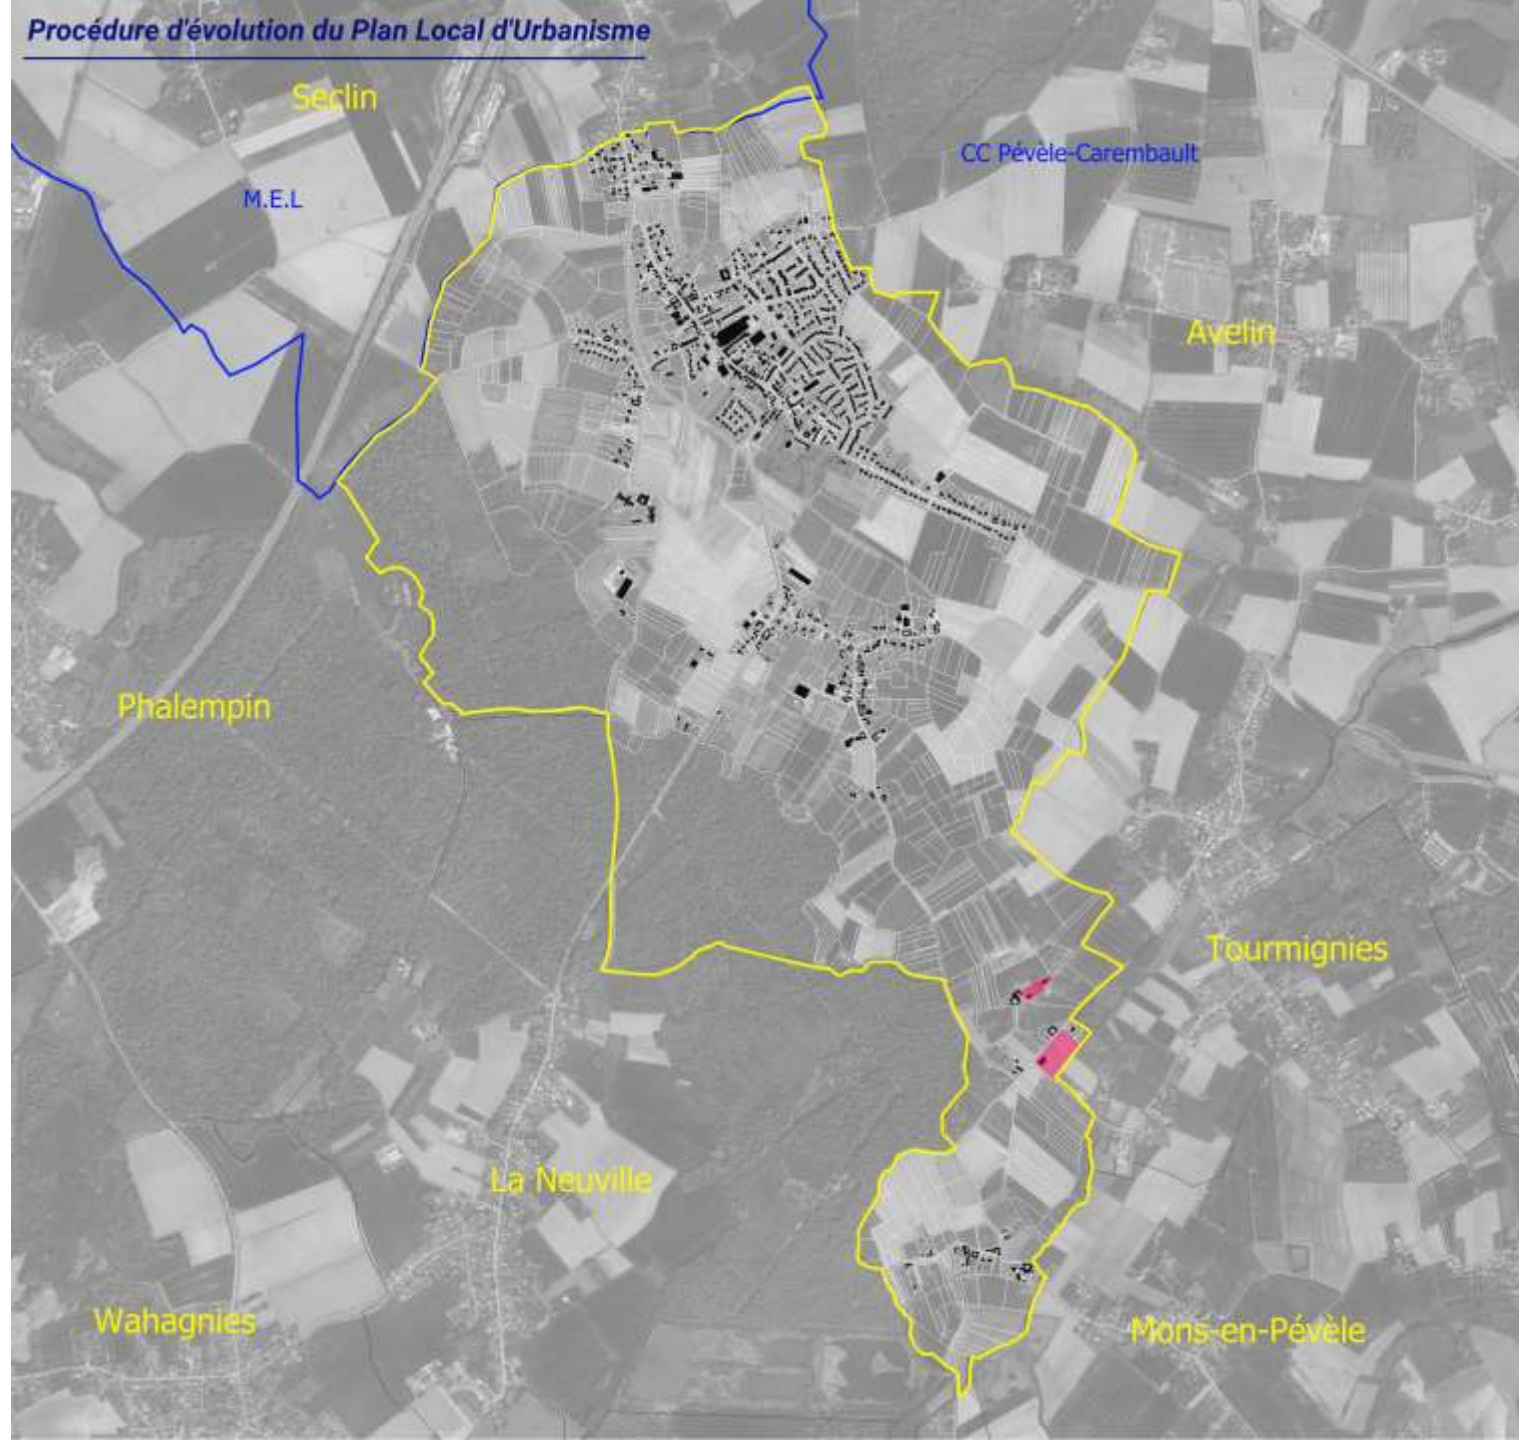 Procédure d'évolution du Plan Local d'Urbanisme
Seclin
CC Pévèle-Carembault
M.E.L
Avelin
Phalempin
Tourmignies
La Neuville
Wahagnies
Mons-en-Pévèle